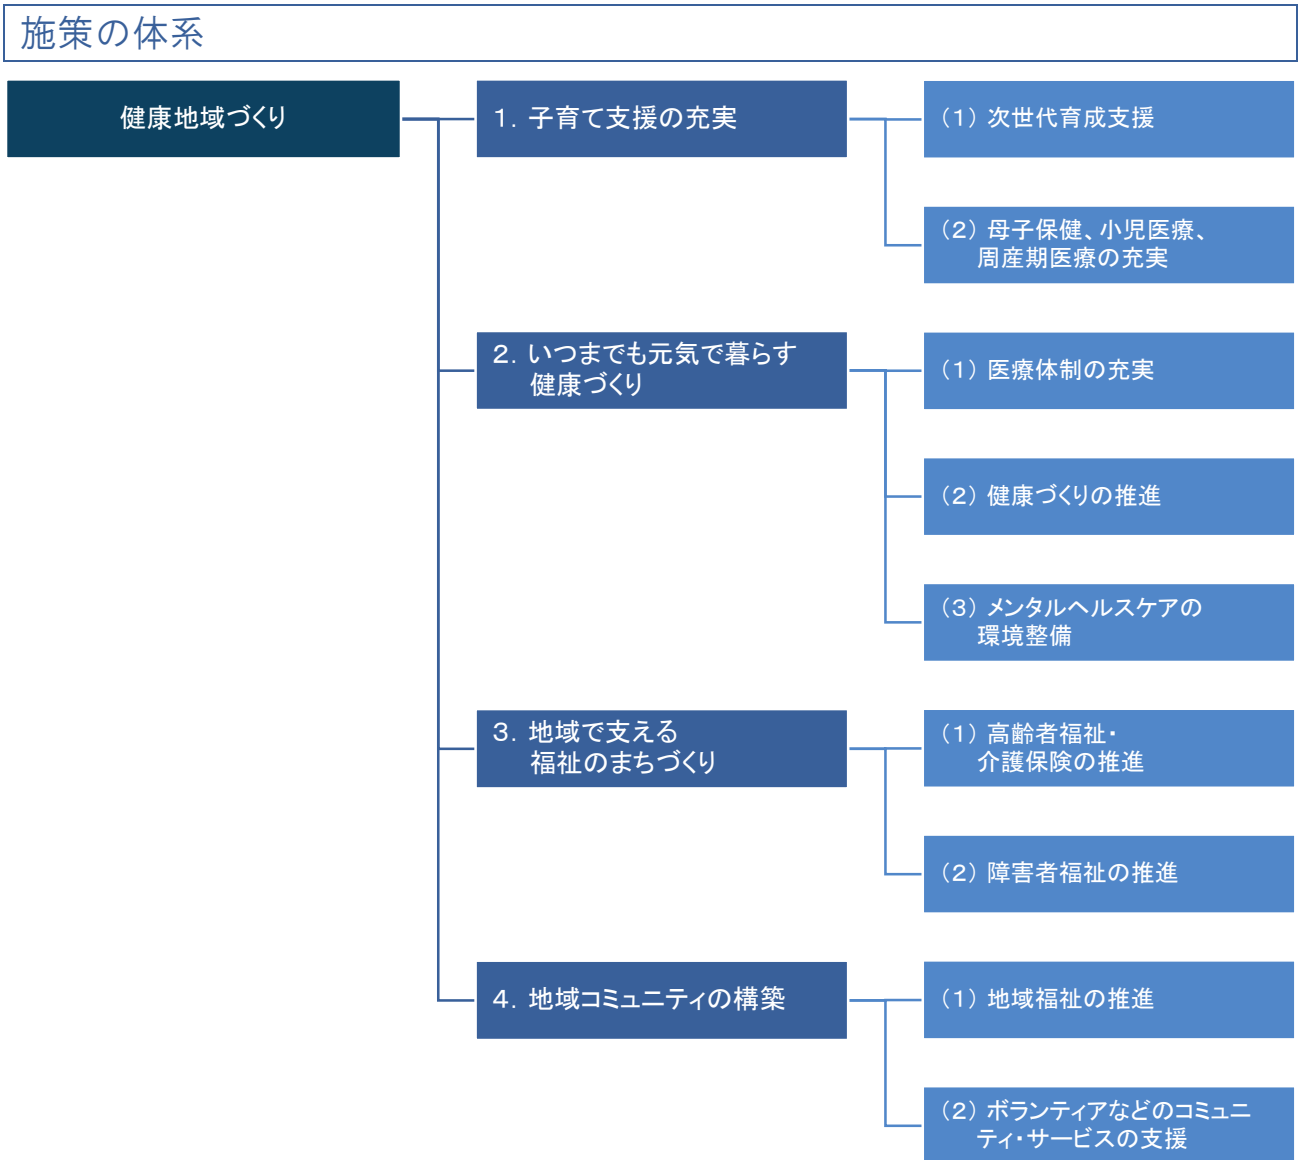 施策の体系
健康地域づくり
１．子育て支援の充実
（１）次世代育成支援
（２）母子保健、小児医療、
周産期医療の充実
２．いつまでも元気で暮らす
健康づくり
（１）医療体制の充実
（２）健康づくりの推進
（３）メンタルヘルスケアの
環境整備
３．地域で支える
福祉のまちづくり
（１）高齢者福祉・
介護保険の推進
（２）障害者福祉の推進
４．地域コミュニティの構築
（１）地域福祉の推進
（２）ボランティアなどのコミュニ
ティ・サービスの支援